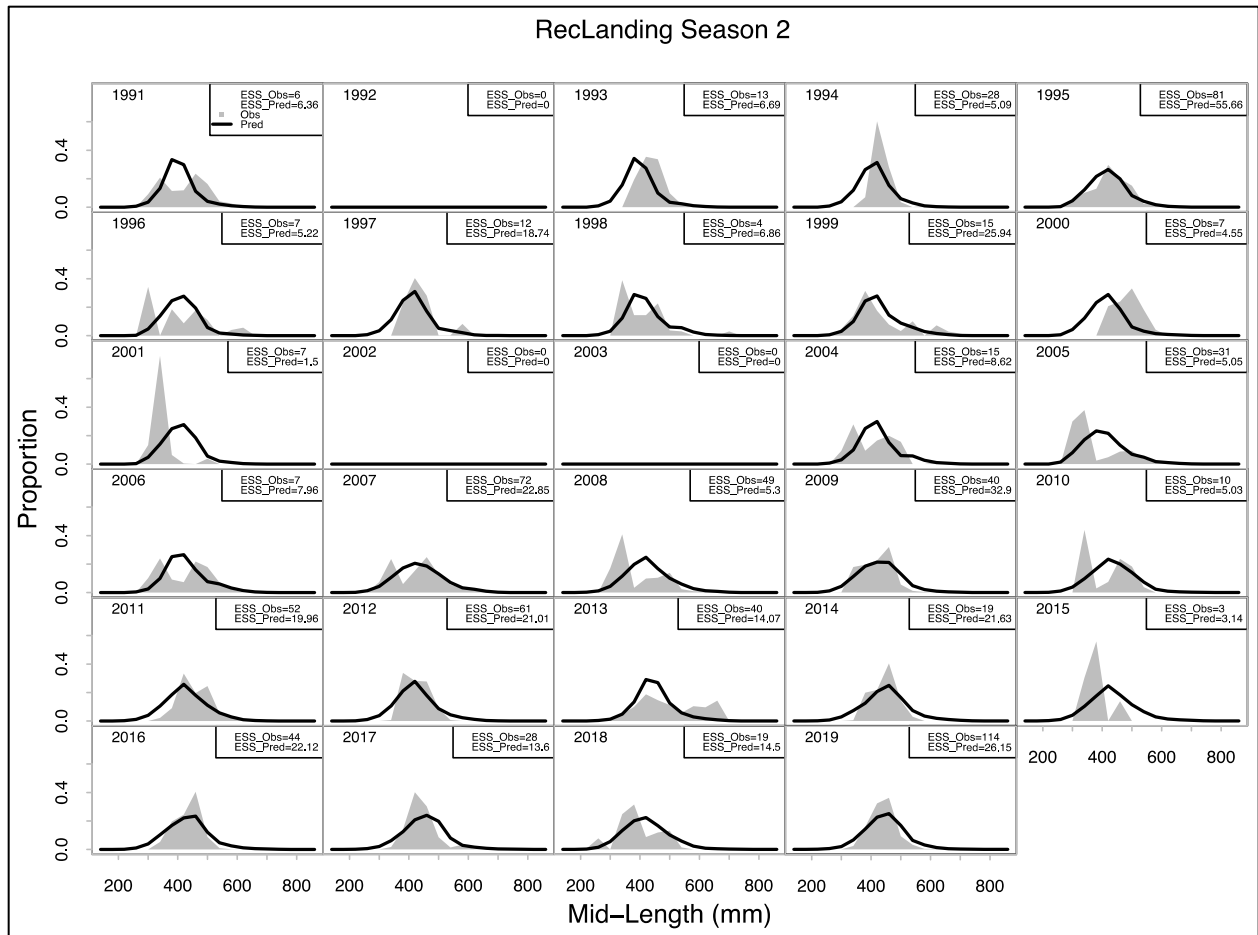 RecLanding Season 2
1991
ESS_Obs=6
ESS_Pred=6.36
Obs
Pred
1992
ESS_Obs=0
ESS_Pred=0
1993
ESS_Obs=13
ESS_Pred=6.69
1994
ESS_Obs=28
ESS_Pred=5.09
1995
ESS_Obs=81
ESS_Pred=55.66
0.4
0.0
1996
ESS_Obs=7
ESS_Pred=5.22
1997
ESS_Obs=12
ESS_Pred=18.74
1998
ESS_Obs=4
ESS_Pred=6.86
1999
ESS_Obs=15
ESS_Pred=25.94
2000
ESS_Obs=7
ESS_Pred=4.55
0.4
0.0
2001
ESS_Obs=7
ESS_Pred=1.5
2002
ESS_Obs=0
ESS_Pred=0
2003
ESS_Obs=0
ESS_Pred=0
2004
ESS_Obs=15
ESS_Pred=8.62
2005
ESS_Obs=31
ESS_Pred=5.05
0.4
0.0
Proportion
2006
ESS_Obs=7
ESS_Pred=7.96
2007
ESS_Obs=72
ESS_Pred=22.85
2008
ESS_Obs=49
ESS_Pred=5.3
2009
ESS_Obs=40
ESS_Pred=32.9
2010
ESS_Obs=10
ESS_Pred=5.03
0.4
0.0
2011
ESS_Obs=52
ESS_Pred=19.96
2012
ESS_Obs=61
ESS_Pred=21.01
2013
ESS_Obs=40
ESS_Pred=14.07
2014
ESS_Obs=19
ESS_Pred=21.63
2015
ESS_Obs=3
ESS_Pred=3.14
0.4
0.0
2016
ESS_Obs=44
ESS_Pred=22.12
2017
ESS_Obs=28
ESS_Pred=13.6
2018
ESS_Obs=19
ESS_Pred=14.5
2019
ESS_Obs=114
ESS_Pred=26.15
200 400 600 800
0.4
0.0
200 400 600 800
200 400 600 800
200 400 600 800
200 400 600 800
Mid−Length (mm)